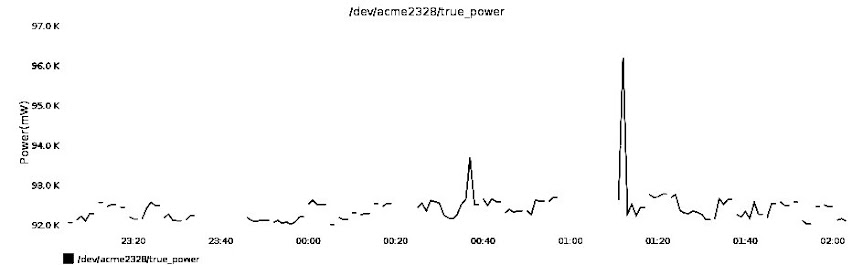 /dev/acme2328/true_power
97.0 K
96.0 K
95.0 K
94.0 K
93.0 K
92.0 K
Power(mW)
23:20 23:40 00:00 00:20 00:40 01:00 01:20 01:40 02:00
/dev/acme2328/true_power